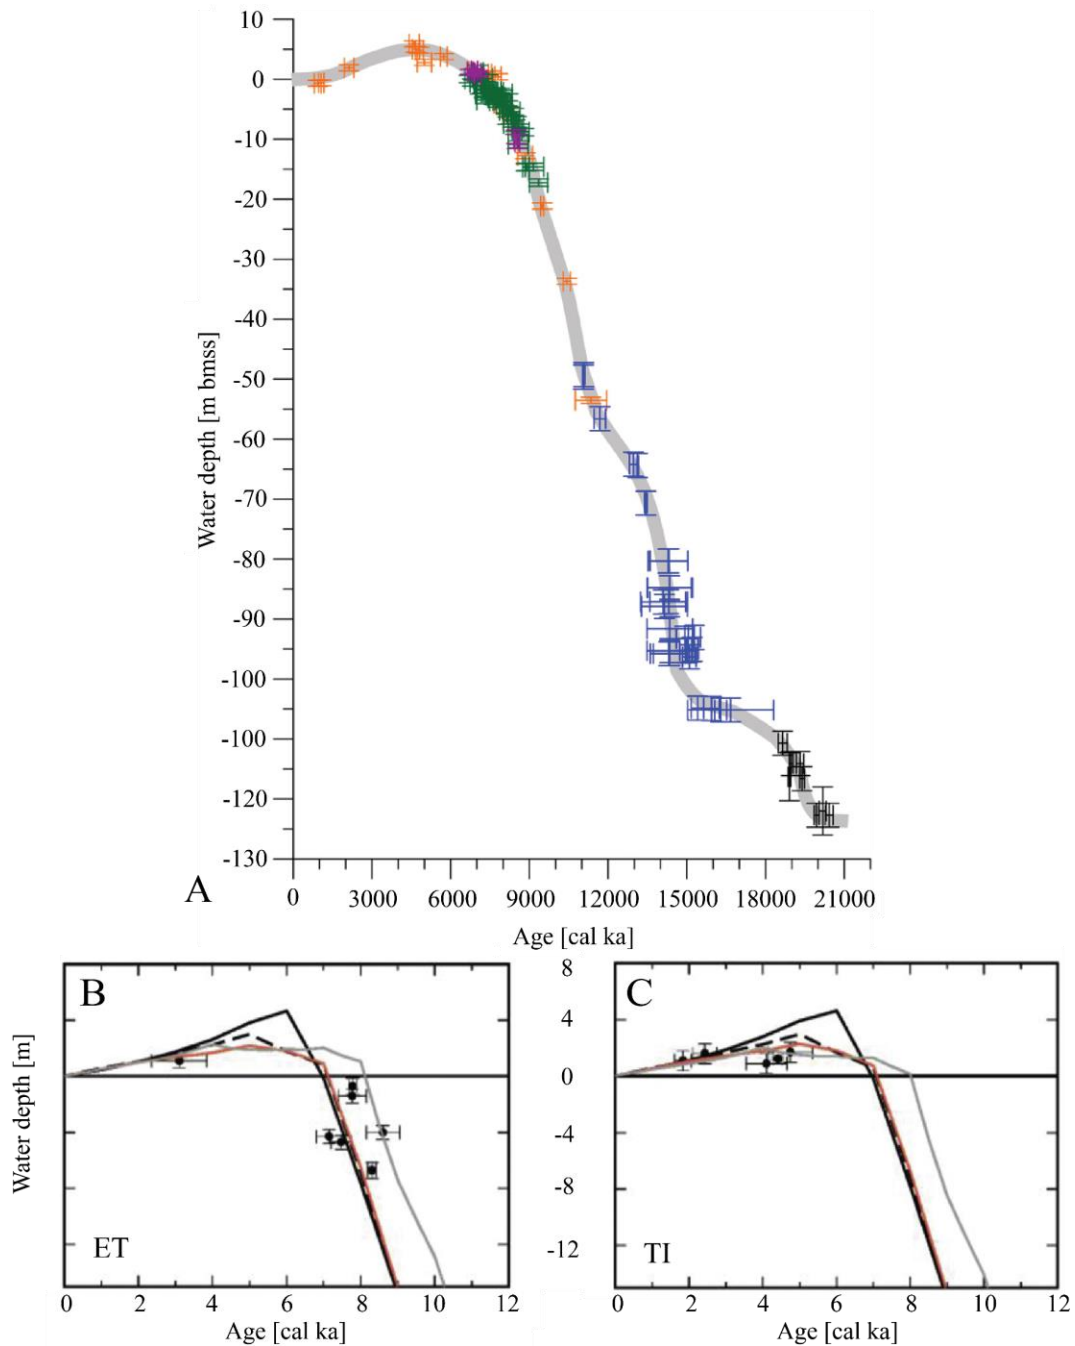 10
0
-10
-20
-30
-40
-50
-60
-70
-80
-90
-100
-100
-120
-130
Water depth [m bmss]
A
0 3000 6000 9000 12000 15000 18000 21000
Age [cal ka]
B
ET
Water depth [m]
0 2 4 6 8 10 12
Age [cal ka]
8
4
0
-4
-8
-12
C
TI
0 2 4 6 8 10 12
Age [cal ka]